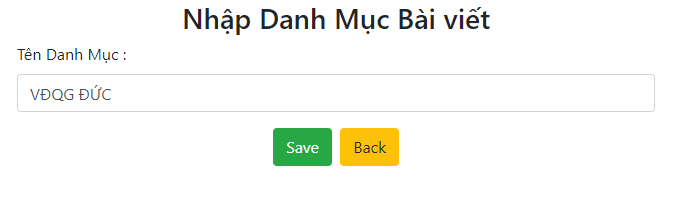 Nhập Danh Mục Bài viết
Tên Danh Mục :
VĐQG ĐỨC
Save Back